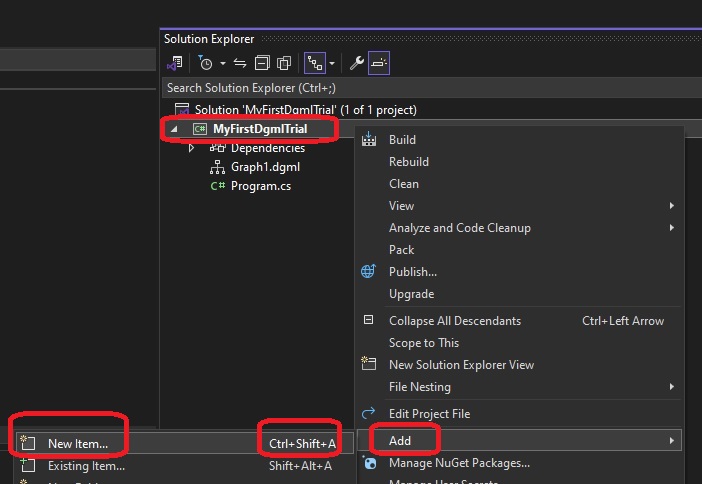 Solution Explorer
Search Solution Explorer (Ctrl+;)
Solution 'MyFirstDgmlTrial' (1 of 1 project)
C# MyFirstDgmlTrial
Dependencies
Graph1.dgml
C# Program.cs
Build
Rebuild
Clean
View
Analyze and Code Cleanup
Pack
Publish...
Upgrade
Collapse All Descendants Ctrl+Left Arrow
Scope to This
New Solution Explorer View
File Nesting
Edit Project File
Add
Manage NuGet Packages...
Manage User Secrets
New Item... Ctrl+Shift+A
Existing Item... Shift+Alt+A